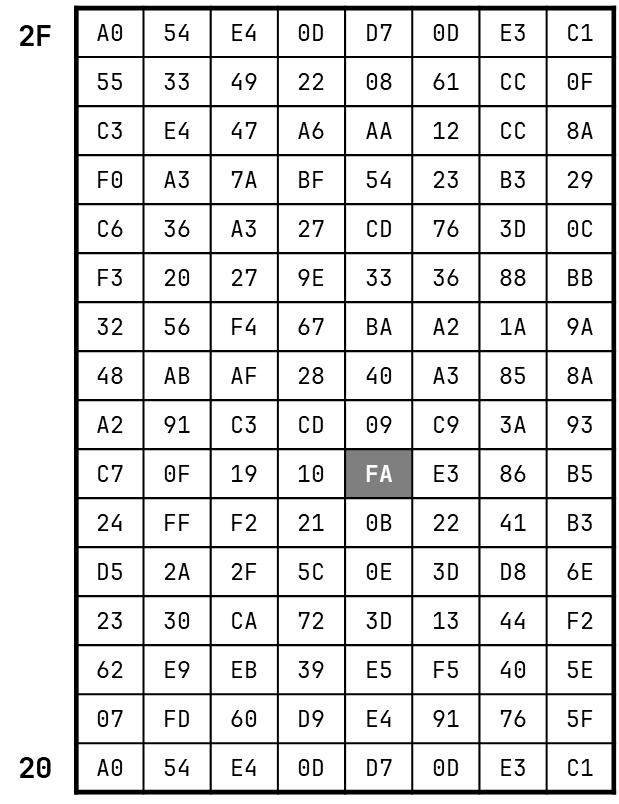 2F A0 54 E4 0D D7 0D E3 C1
55 33 49 22 08 61 CC 0F
C3 E4 47 A6 AA 12 CC 8A
F0 A3 7A BF 54 23 B3 29
C6 36 A3 27 CD 76 3D 0C
F3 20 27 9E 33 36 88 BB
32 56 F4 67 BA A2 1A 9A
48 AB AF 28 40 A3 85 8A
A2 91 C3 CD 09 C9 3A 93
C7 0F 19 10 FA E3 86 B5
24 FF F2 21 0B 22 41 B3
D5 2A 2F 5C 0E 3D D8 6E
23 30 CA 72 3D 13 44 F2
62 E9 EB 39 E5 F5 40 5E
07 FD 60 D9 E4 91 76 5F
20 A0 54 E4 0D D7 0D E3 C1